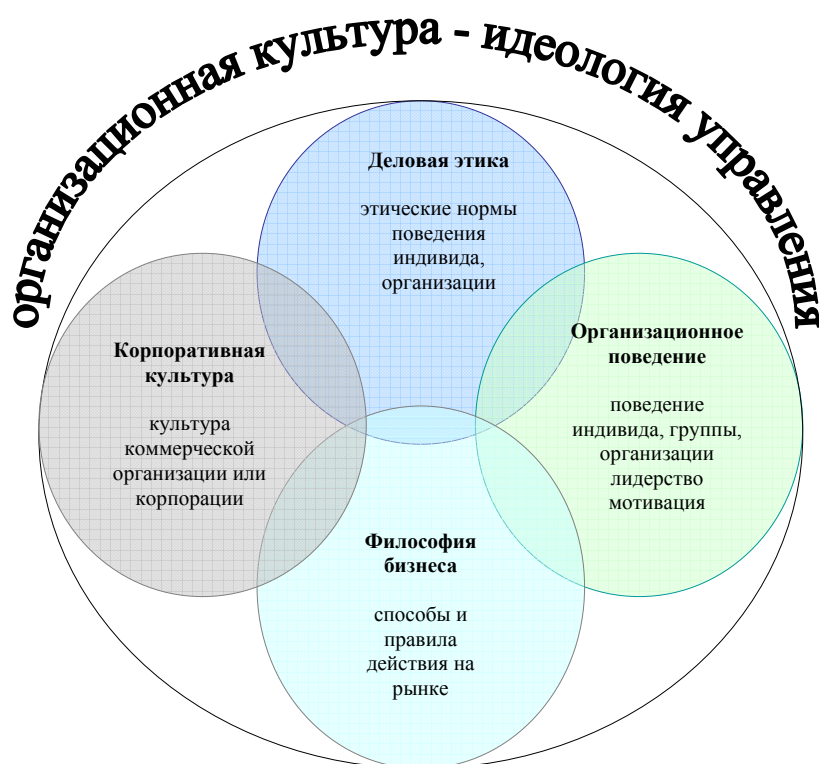 организационная культура - идеология управления
Деловая этика
этические нормы
поведения
индивида,
организации
Корпоративная
культура
культура
коммерческой
организации или
корпорации
Организационное
поведение
поведение
индивида, группы,
организации
лидерство
мотивация
Философия
бизнеса
способы и
правила
действия на
рынке